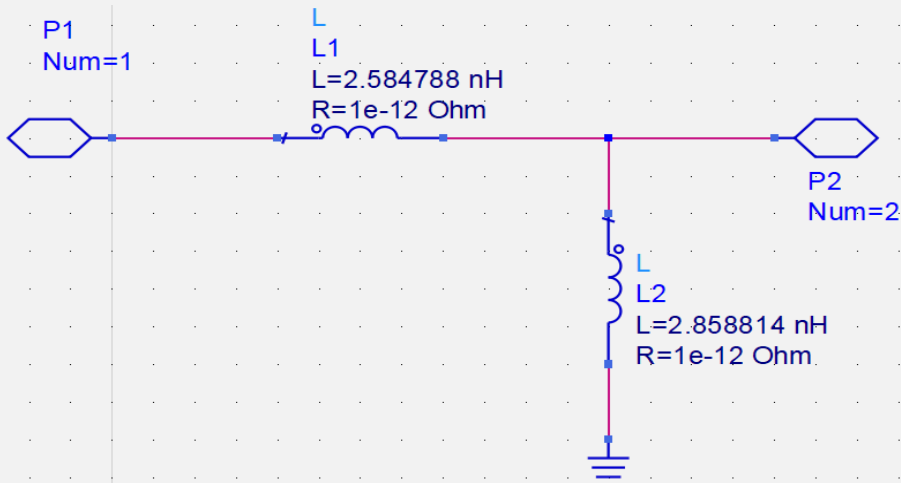 P1
Num=1
L
L1
L=2.584788 nH
R=1e-12 Ohm
P2
Num=2
L
L2
L=2.858814 nH
R=1e-12 Ohm